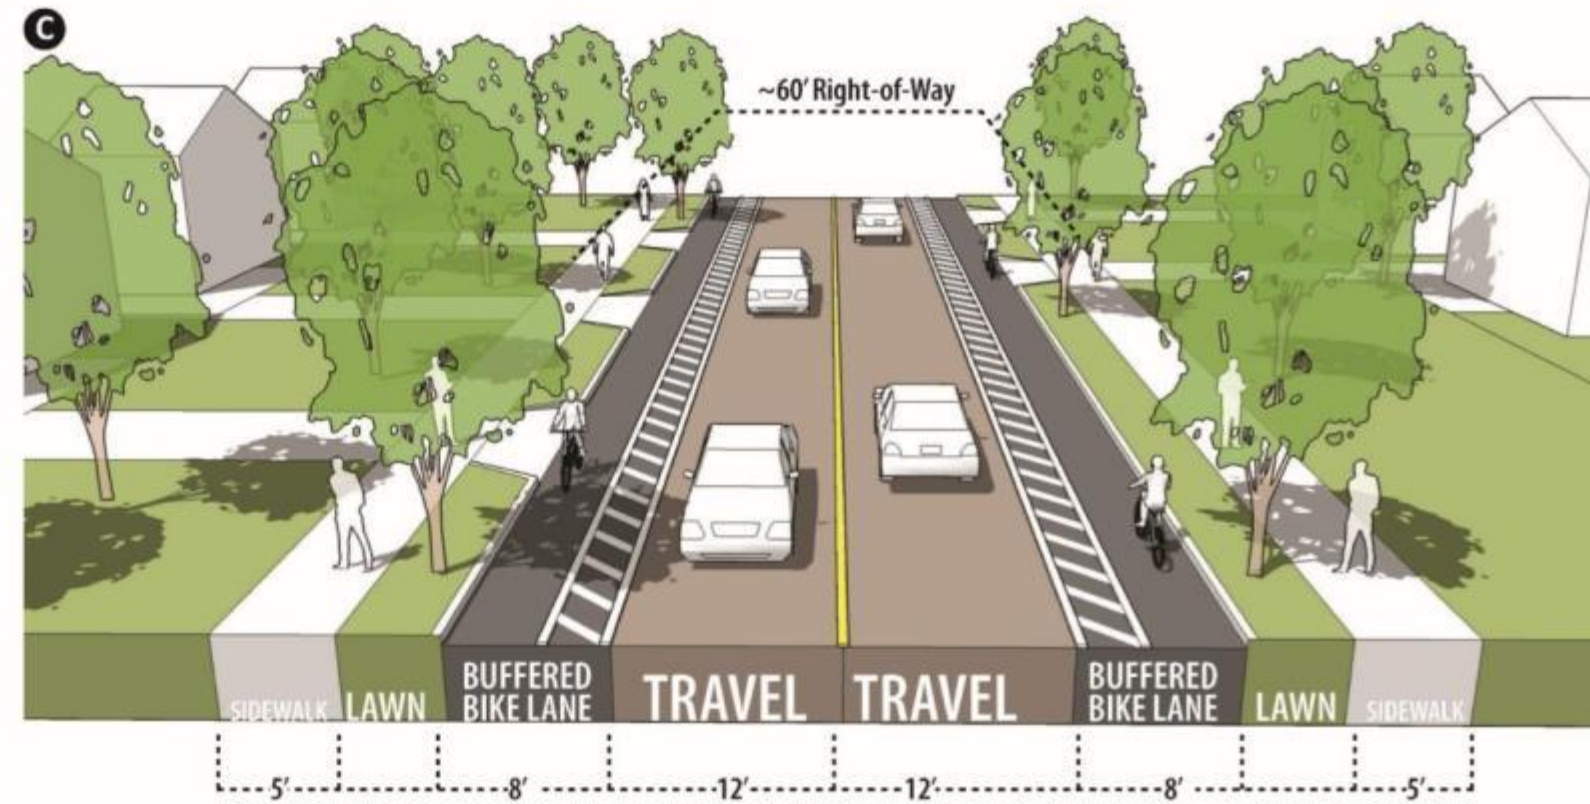 C
~60' Right-of-Way
SIDEWALK
LAWN
BUFFERED
BIKE LANE
TRAVEL
TRAVEL
BUFFERED
BIKE LANE
LAWN
SIDEWALK
5'
8'
12'
12'
8'
5'